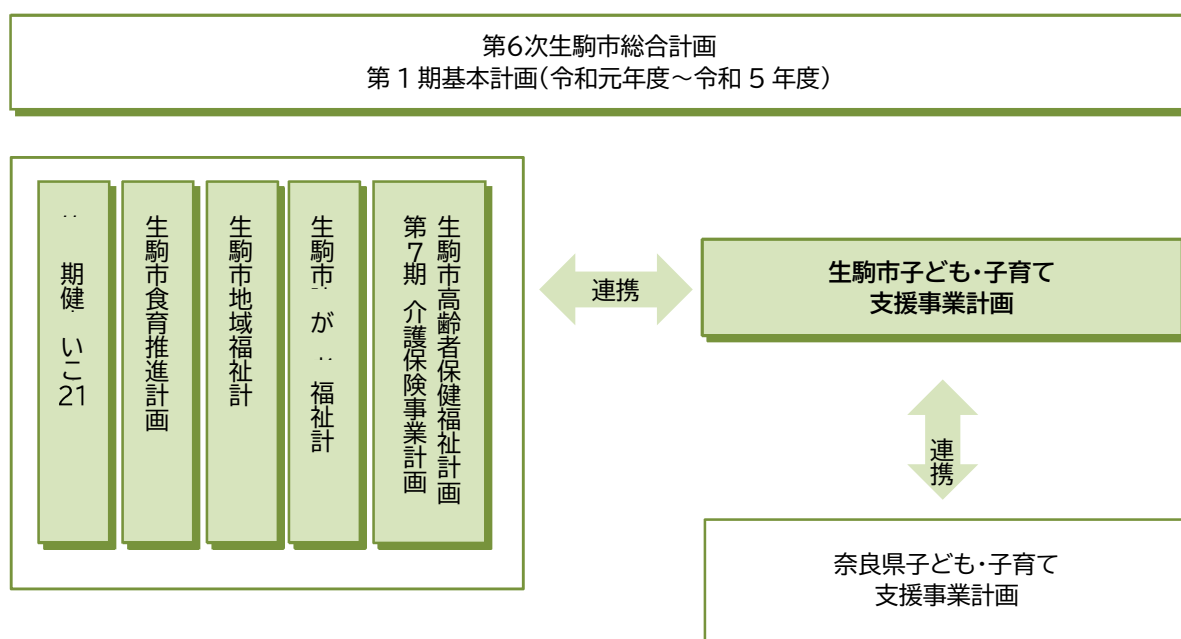 第6次生駒市総合計画
第1期基本計画(令和元年度～令和5年度)
期健 いこ 21
生駒市食育推進計画
生駒市地域福祉計
生駒市 が 福祉計
生駒市高齢者保健福祉計画
第7期 介護保険事業計画
連携
生駒市子ども・子育て
支援事業計画
連携
奈良県子ども・子育て
支援事業計画